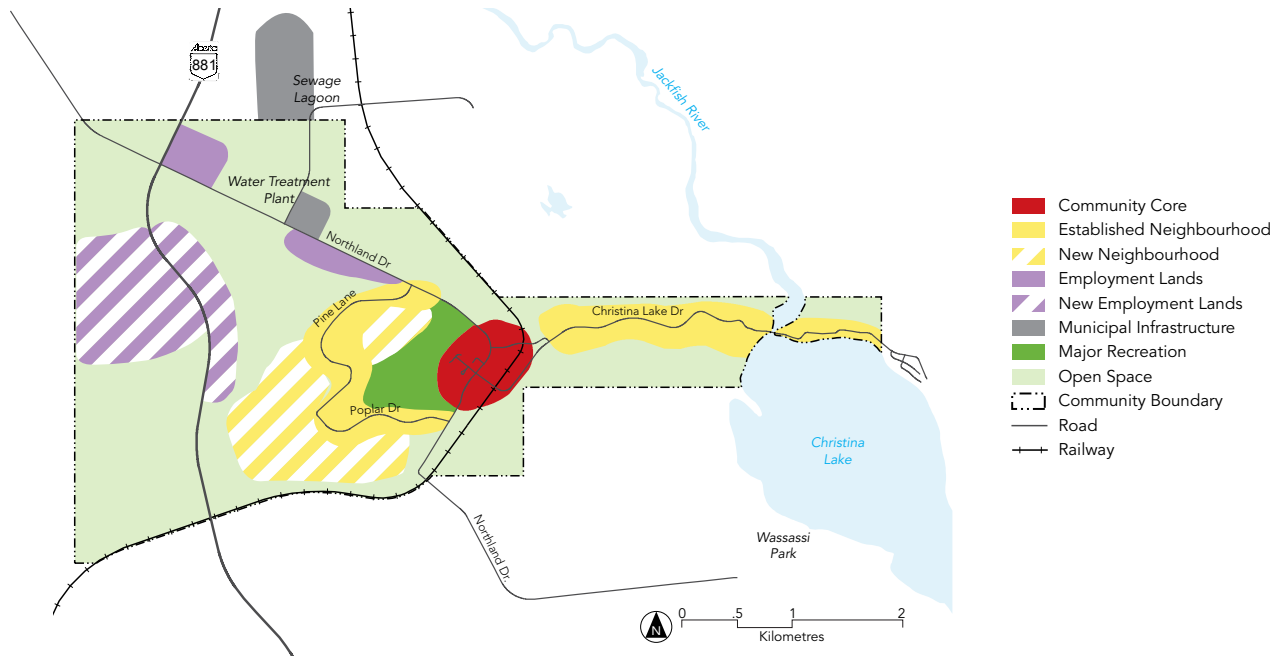 Alberta
881
Sewage
Lagoon
Jackfish River
Water Treatment
Plant
Northland Dr
Pine Lane
Christina Lake Dr
Poplar Dr
Christina
Lake
Northland Dr.
Wassassi
Park
N
0 .5 1 2
Kilometres
Community Core
Established Neighbourhood
New Neighbourhood
Employment Lands
New Employment Lands
Municipal Infrastructure
Major Recreation
Open Space
Community Boundary
Road
Railway